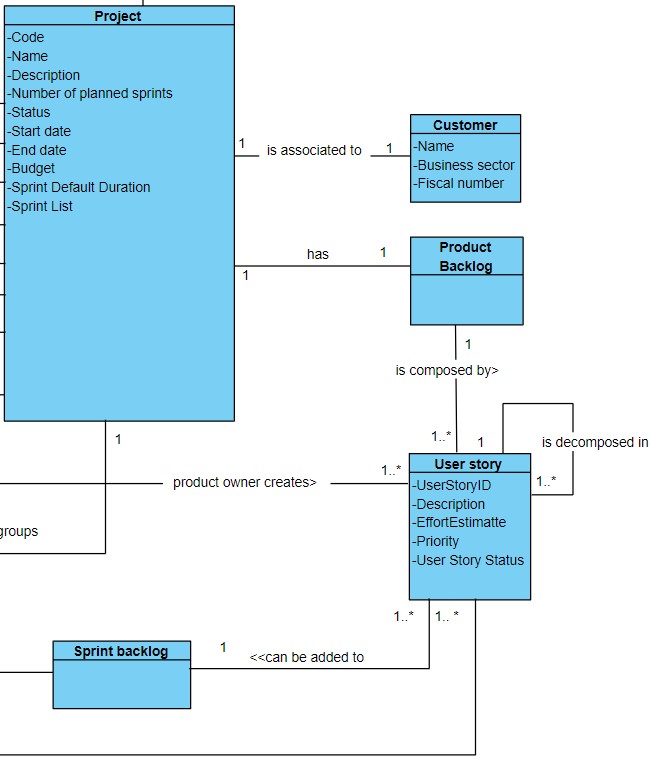 Project
-Code
-Name
-Description
-Number of planned sprints
-Status
-Start date
-End date
-Budget
-Sprint Default Duration
-Sprint List
1
is associated to
1
Customer
-Name
-Business sector
-Fiscal number
has
1
1
Product
Backlog
1
is composed by>
1..*
1
is decomposed in
1..*
1
product owner creates>
1..*
User story
-UserStoryID
-Description
-EffortEstimatte
-Priority
-User Story Status
groups
1..*
1.. *
Sprint backlog
1
<<can be added to